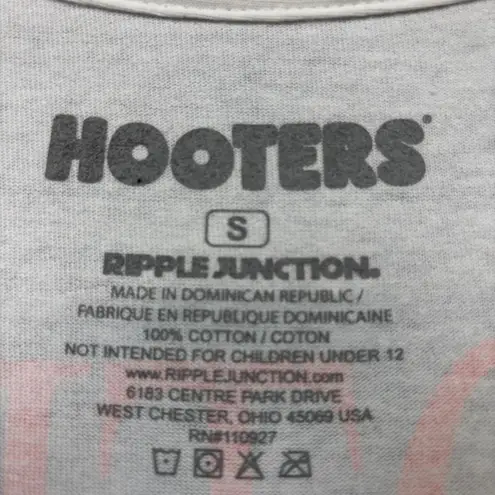 HOOTERS®
S
RIPPLE JUNCTION®
MADE IN DOMINICAN REPUBLIC /
FABRIQUE EN REPUBLIQUE DOMINICAINE
100% COTTON / COTON
NOT INTENDED FOR CHILDREN UNDER 12
www.RIPPLEJUNCTION.com
6183 CENTRE PARK DRIVE
WEST CHESTER, OHIO 45069 USA
RN#110927